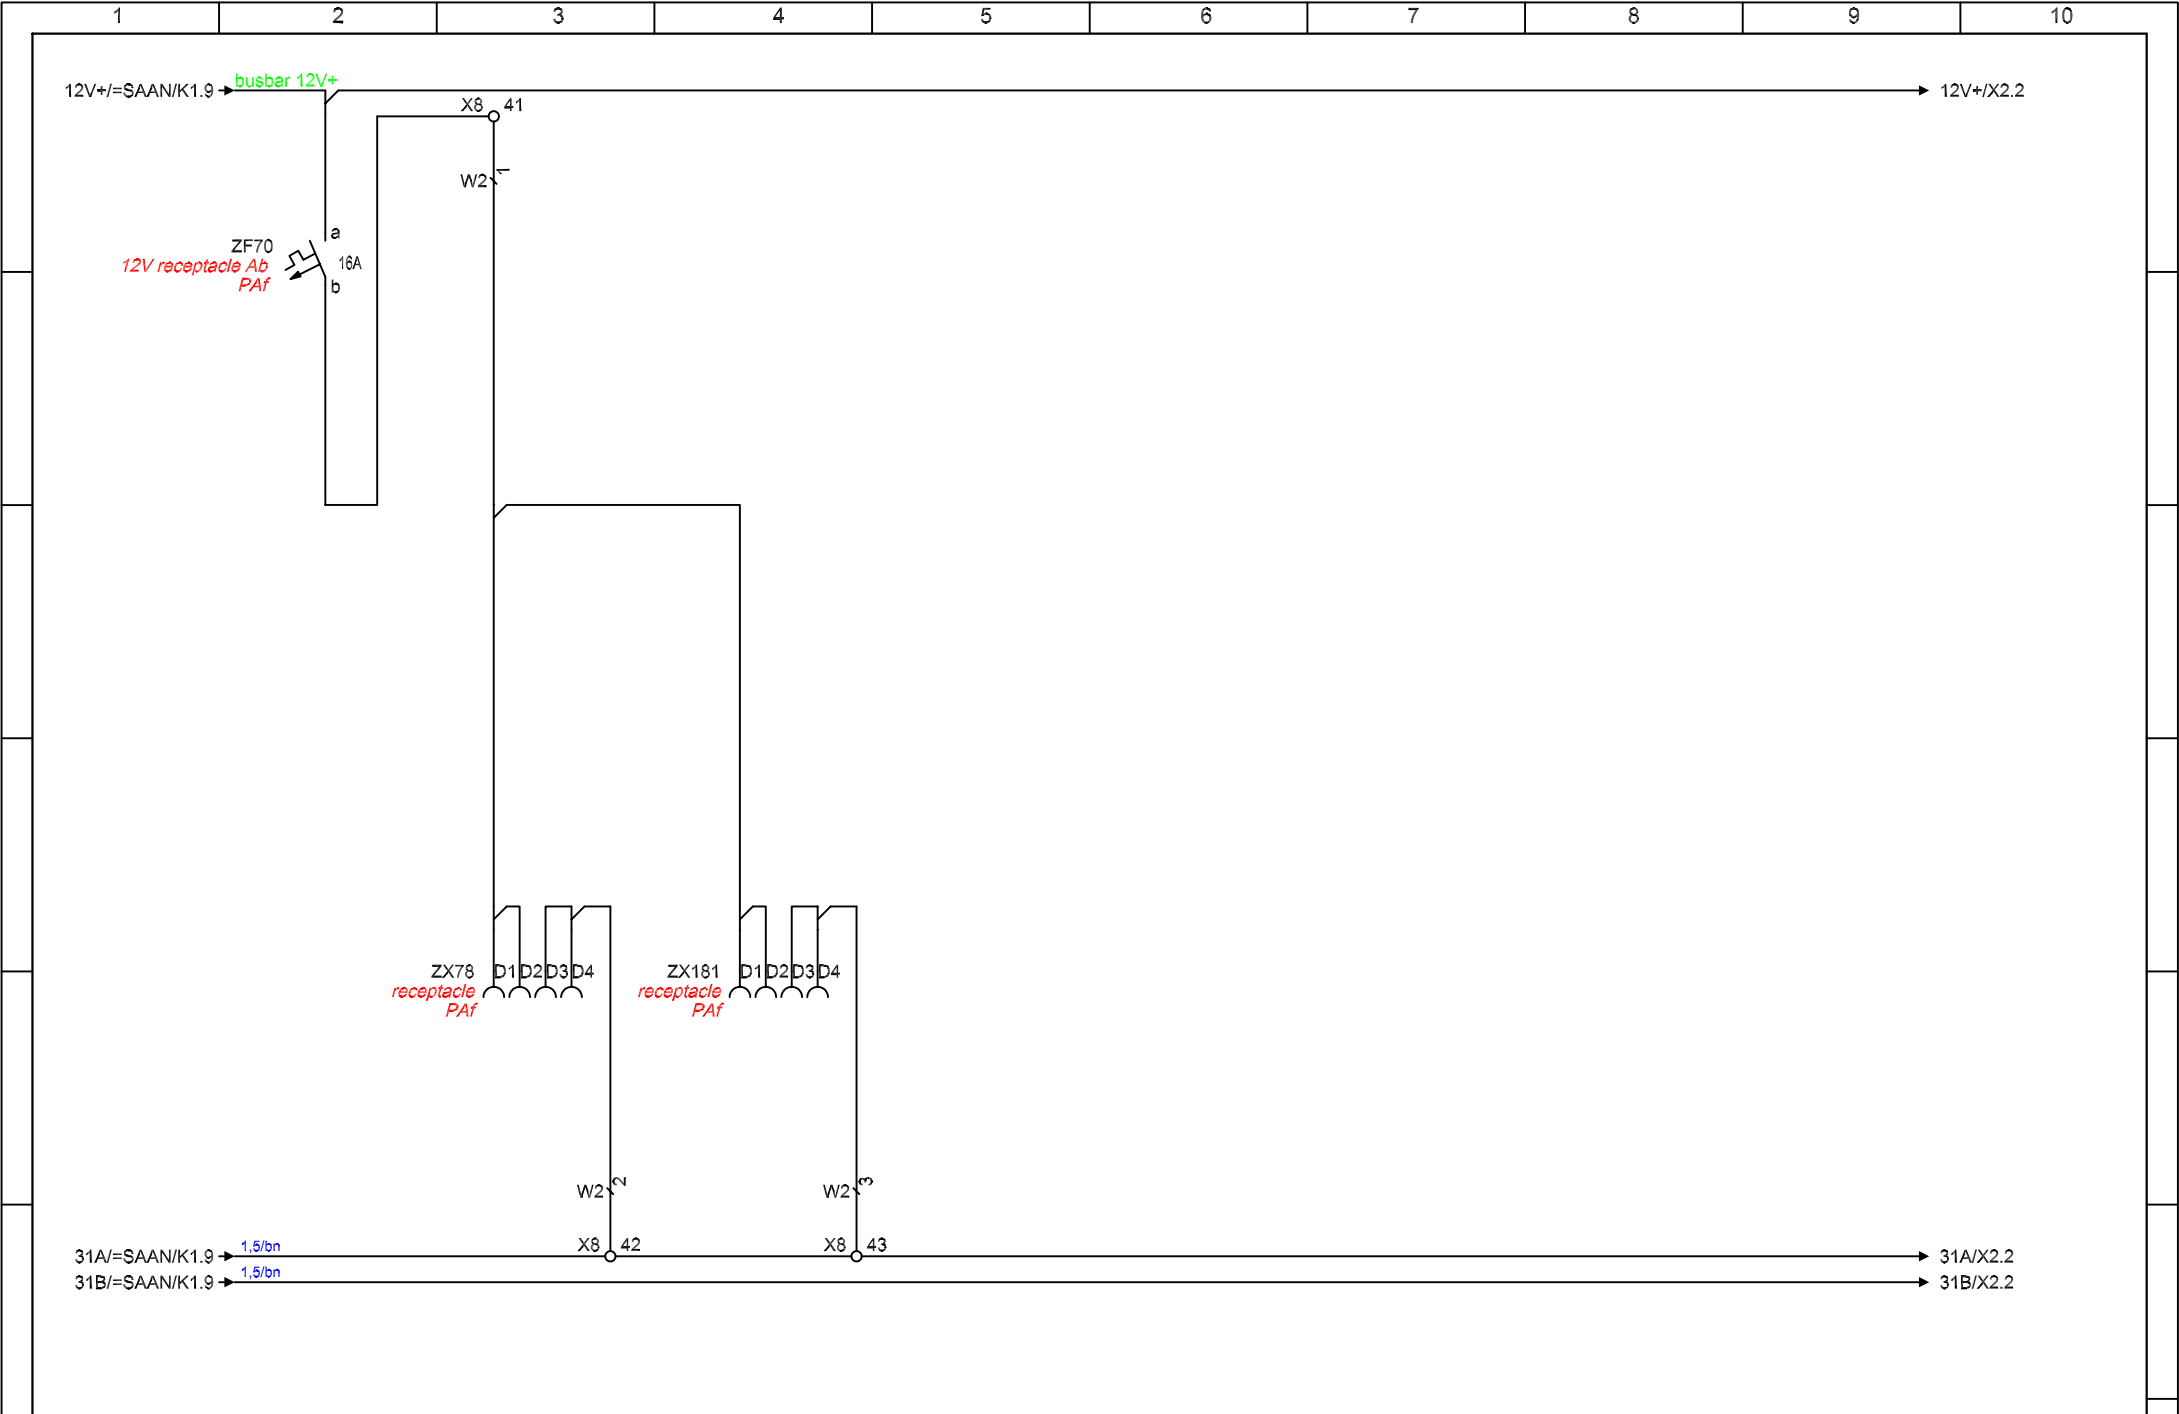 1 2 3 4 5 6 7 8 9 10
busbar 12V+
12V+/=SAAN/K1.9
12V+/X2.2
X8 41
W2 1
a
ZF70
16A
12V receptacle Ab
PAf
b
ZX78 D1 D2 D3 D4
receptacle
PAf
ZX181 D1 D2 D3 D4
receptacle
PAf
W2 2
W2 3
1,5/bn
X8 42
X8 43
31A/=SAAN/K1.9
31A/X2.2
1,5/bn
31B/=SAAN/K1.9
31B/X2.2